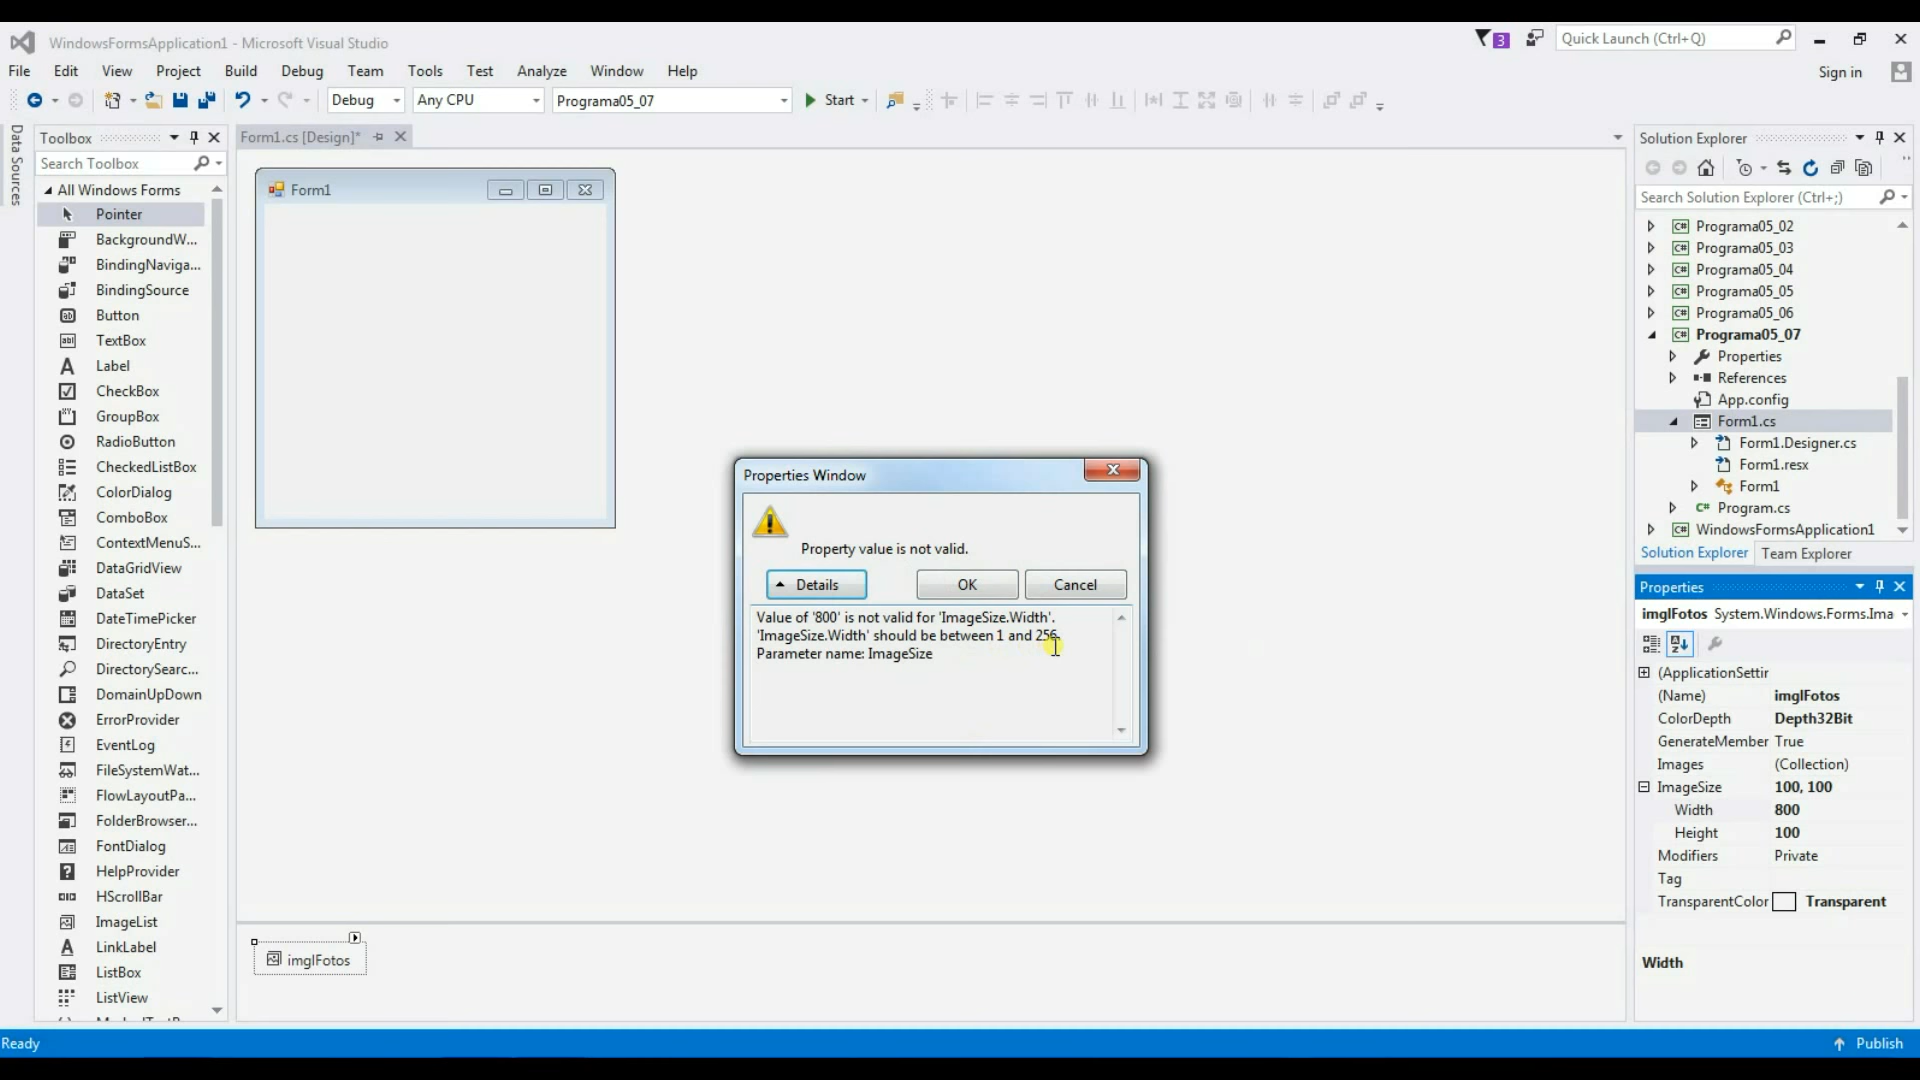 WindowsFormsApplication1 - Microsoft Visual Studio
3
Quick Launch (Ctrl+Q)
File Edit View Project Build Debug Team Tools Test Analyze Window Help
Sign in
Debug Any CPU Programa05_07 Start
Data Sources
Toolbox
Search Toolbox
All Windows Forms
Pointer
BackgroundW...
BindingNaviga...
BindingSource
Button
TextBox
Label
CheckBox
GroupBox
RadioButton
CheckedListBox
ColorDialog
ComboBox
ContextMenuS...
DataGridView
DataSet
DateTimePicker
DirectoryEntry
DirectorySearc...
DomainUpDown
ErrorProvider
EventLog
FileSystemWat...
FlowLayoutPa...
FolderBrowser...
FontDialog
HelpProvider
HScrollBar
ImageList
LinkLabel
ListBox
ListView
Form1.cs [Design]*
Form1
Properties Window
Property value is not valid.
Details OK Cancel
Value of '800' is not valid for 'ImageSize.Width'.
'ImageSize.Width' should be between 1 and 256.
Parameter name: ImageSize
imglFotos
Solution Explorer
Search Solution Explorer (Ctrl+;)
C# Programa05_02
C# Programa05_03
C# Programa05_04
C# Programa05_05
C# Programa05_06
C# Programa05_07
Properties
References
App.config
Form1.cs
Form1.Designer.cs
Form1.resx
Form1
C# Program.cs
C# WindowsFormsApplication1
Solution Explorer Team Explorer
Properties
imglFotos System.Windows.Forms.Ima
(ApplicationSettir
(Name) imglFotos
ColorDepth Depth32Bit
GenerateMember True
Images (Collection)
ImageSize 100, 100
Width 800
Height 100
Modifiers Private
Tag
TransparentColor Transparent
Width
Ready
Publish